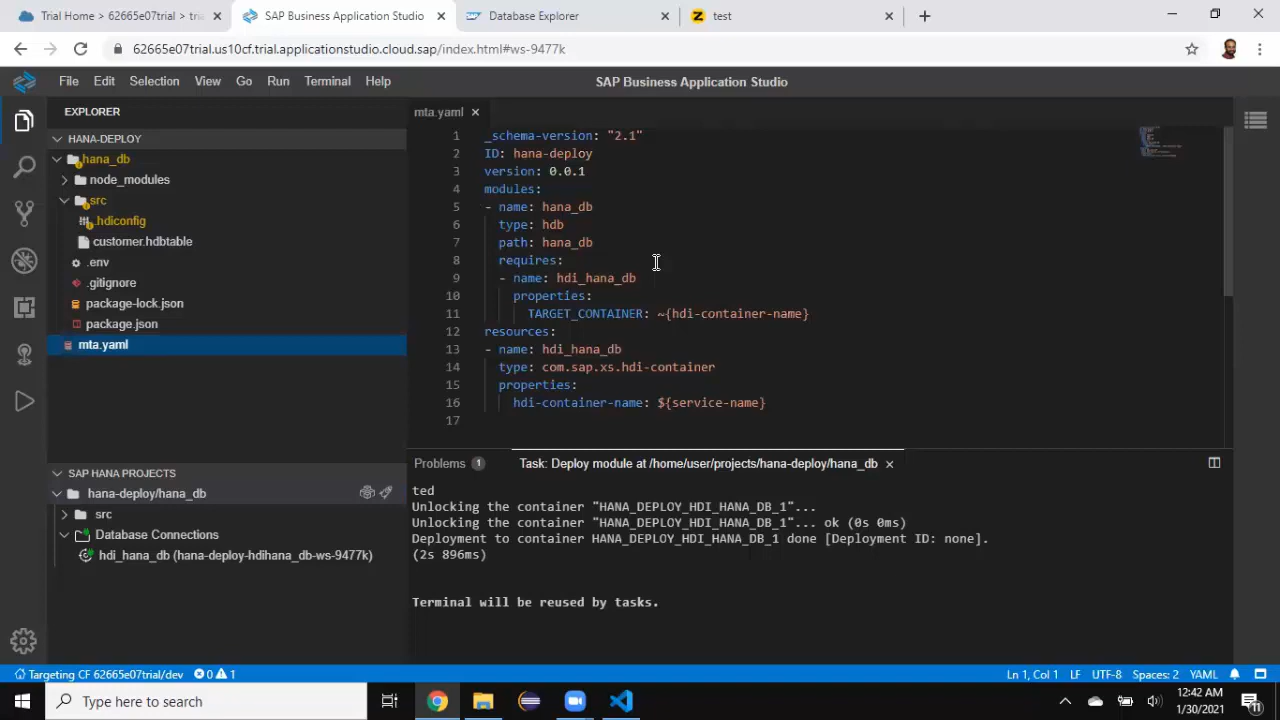 Trial Home > 62665e07trial > tria
SAP Business Application Studio
Database Explorer
test
62665e07trial.us10cf.trial.applicationstudio.cloud.sap/index.html#ws-9477k
File Edit Selection View Go Run Terminal Help
SAP Business Application Studio
EXPLORER
HANA-DEPLOY
hana_db
node_modules
src
.hdiconfig
customer.hdbtable
.env
.gitignore
package-lock.json
package.json
mta.yaml
SAP HANA PROJECTS
hana-deploy/hana_db
src
Database Connections
hdi_hana_db (hana-deploy-hdihana_db-ws-9477k)
mta.yaml
1 _schema-version: "2.1"
2 ID: hana-deploy
3 version: 0.0.1
4 modules:
5 - name: hana_db
6 type: hdb
7 path: hana_db
8 requires:
9 - name: hdi_hana_db
10 properties:
11 TARGET_CONTAINER: ~{hdi-container-name}
12 resources:
13 - name: hdi_hana_db
14 type: com.sap.xs.hdi-container
15 properties:
16 hdi-container-name: ${service-name}
17
Problems 1
Task: Deploy module at /home/user/projects/hana-deploy/hana_db
ted
Unlocking the container "HANA_DEPLOY_HDI_HANA_DB_1"...
Unlocking the container "HANA_DEPLOY_HDI_HANA_DB_1"... ok (0s 0ms)
Deployment to container HANA_DEPLOY_HDI_HANA_DB_1 done [Deployment ID: none].
(2s 896ms)
Terminal will be reused by tasks.
Targeting CF 62665e07trial/dev 0 1
Ln 1, Col 1 LF UTF-8 Spaces: 2 YAML
Type here to search
12:42 AM
1/30/2021
11